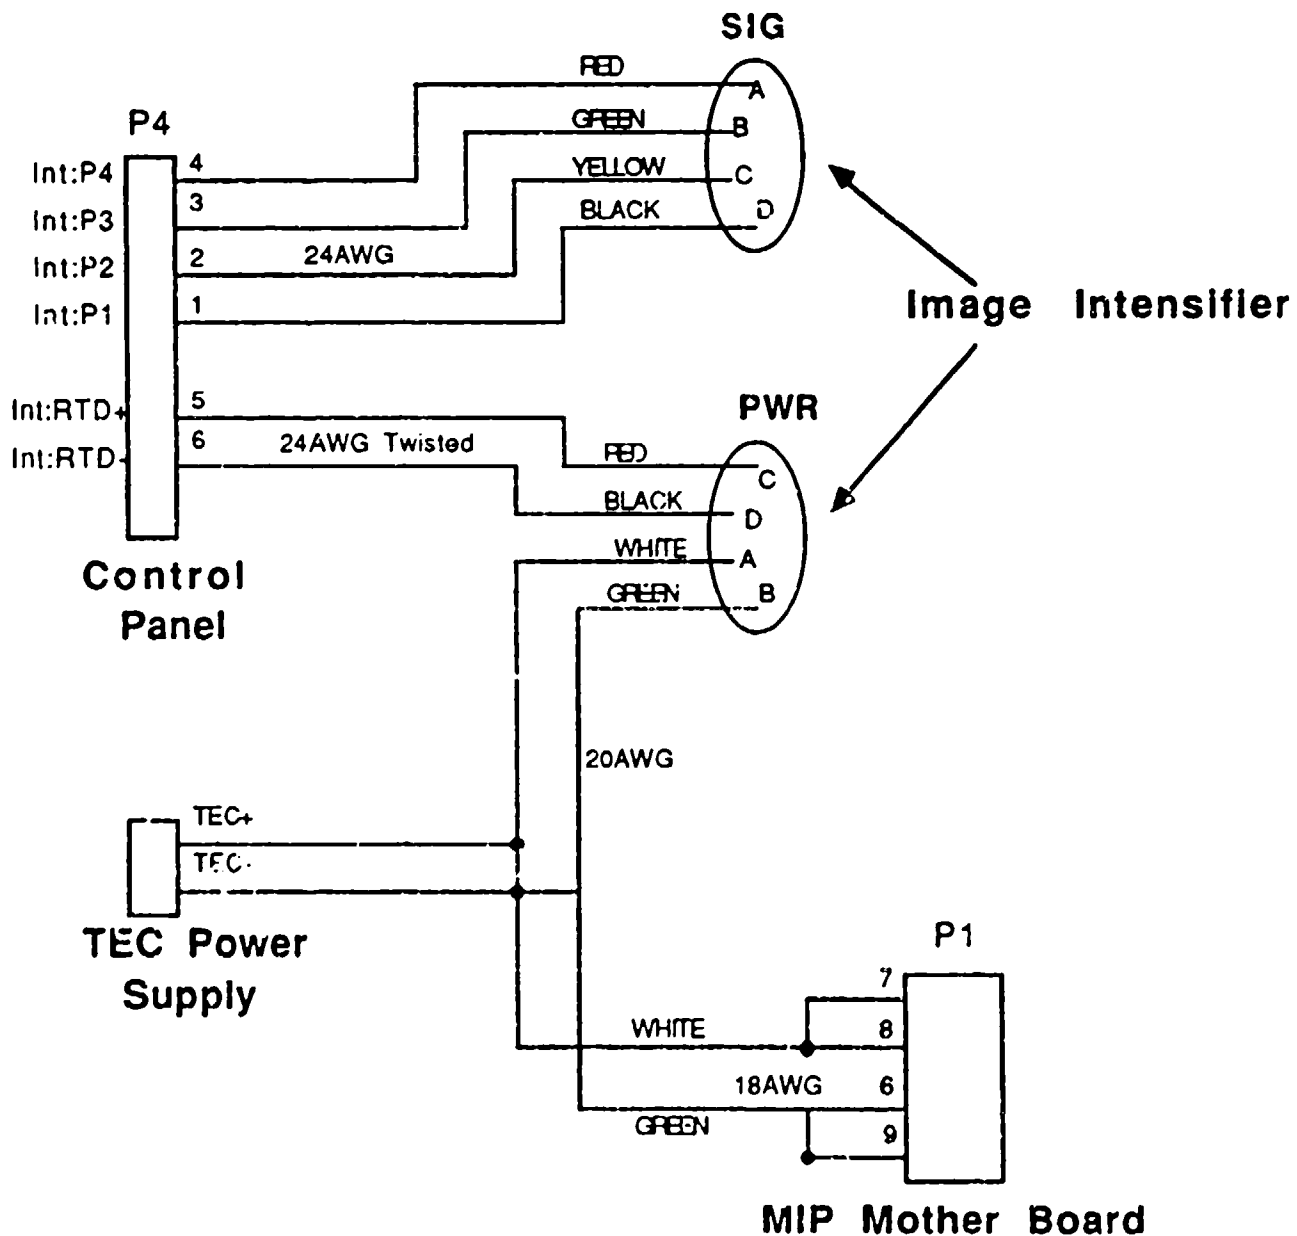 SIG
RED
A
P4
GREEN
B
Int:P4
4
YELLOW
C
3
Int:P3
BLACK
D
24AWG
Int:P2
2
Int:P1
1
Image Intensifier
PWR
Int:RTD+
5
6
24AWG Twisted
RED
C
Int:RTD-
BLACK
D
WHITE
A
Control
Panel
GREEN
B
20AWG
TEC+
TEC-
TEC Power
Supply
P1
7
WHITE
8
18AWG
6
GREEN
9
MIP Mother Board